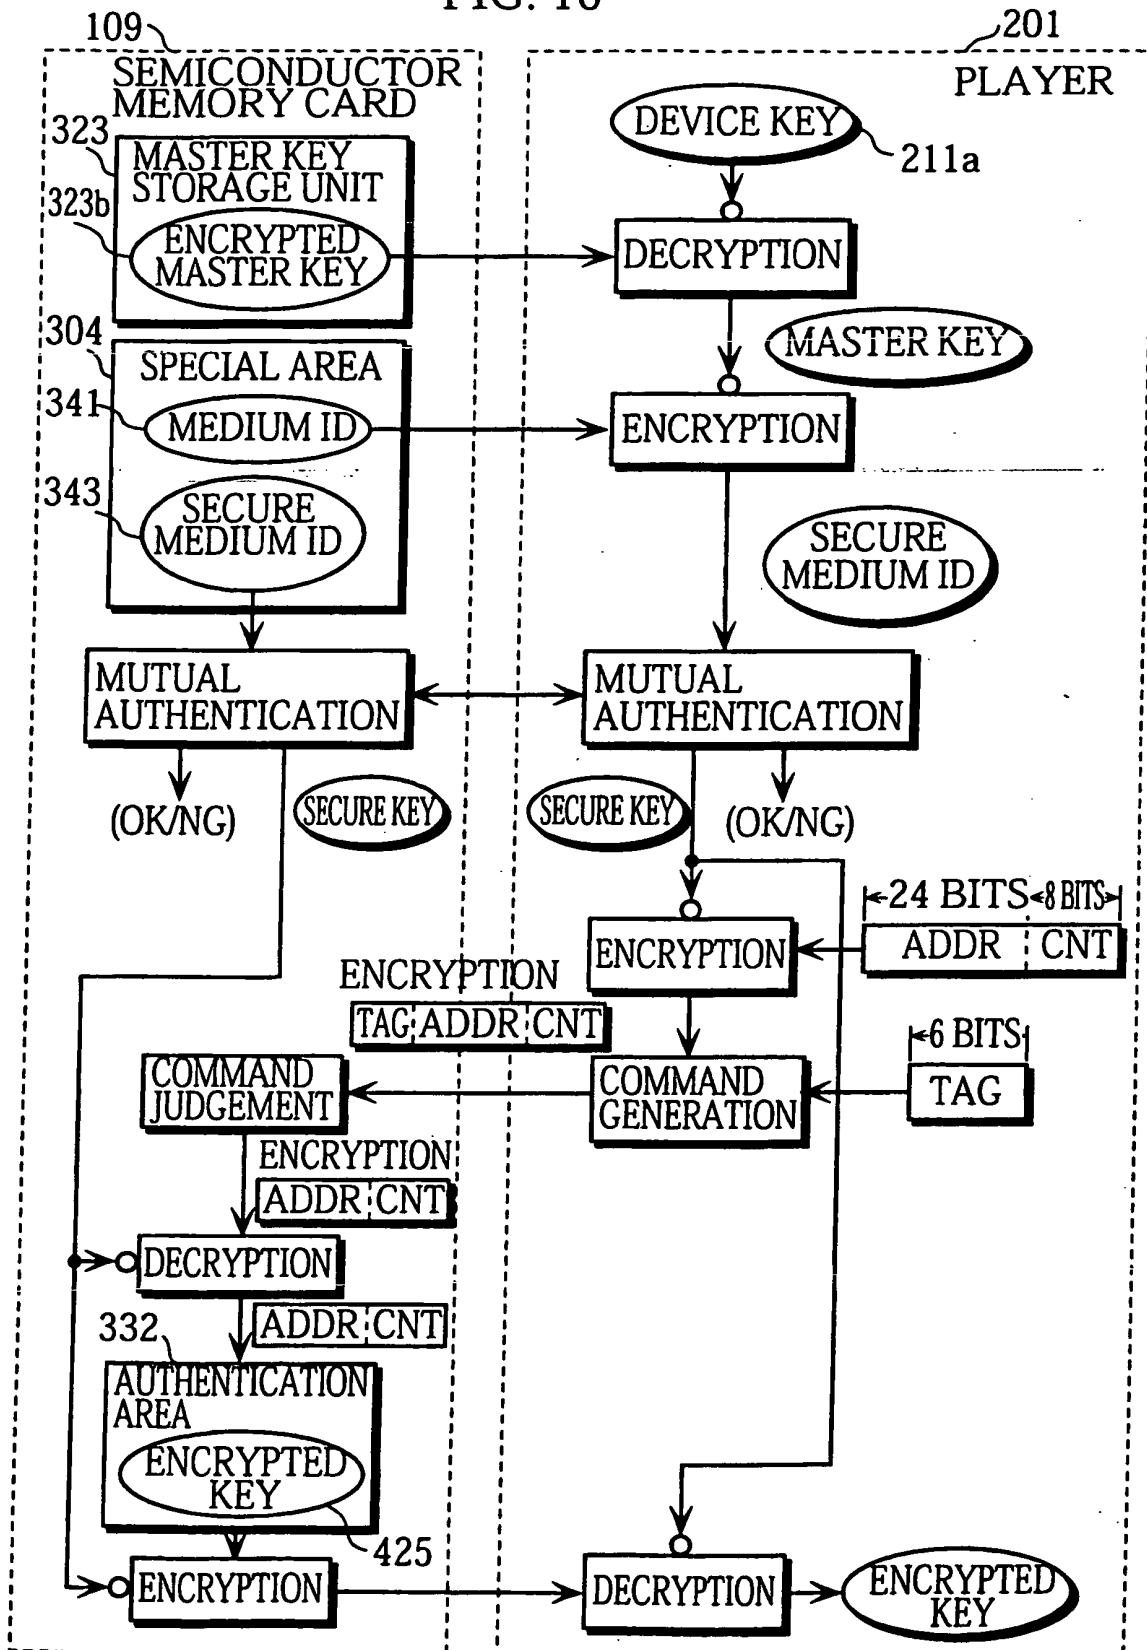 109
201
SEMICONDUCTOR
MEMORY CARD
PLAYER
DEVICE KEY
211a
323
MASTER KEY
STORAGE UNIT
323b
ENCRYPTED
MASTER KEY
DECRYPTION
MASTER KEY
304
SPECIAL AREA
341
MEDIUM ID
ENCRYPTION
343
SECURE
MEDIUM ID
SECURE
MEDIUM ID
MUTUAL
AUTHENTICATION
MUTUAL
AUTHENTICATION
(OK/NG)
SECURE KEY
SECURE KEY
(OK/NG)
24 BITS
8 BITS
ENCRYPTION
ADDR
CNT
ENCRYPTION
TAG ADDR CNT
6 BITS
COMMAND
JUDGEMENT
COMMAND
GENERATION
TAG
ENCRYPTION
ADDR CNT
DECRYPTION
ADDR CNT
332
AUTHENTICATION
AREA
ENCRYPTED
KEY
425
ENCRYPTION
DECRYPTION
ENCRYPTED
KEY